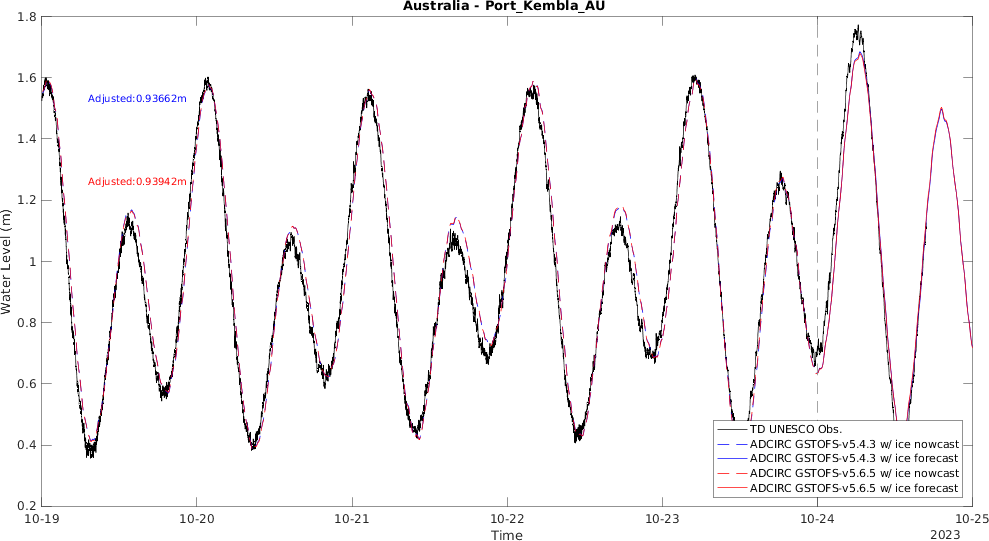 Australia - Port_Kembla_AU
1.8
1.6
1.4
1.2
1
0.8
0.6
0.4
0.2
Water Level (m)
Adjusted:0.93662m
Adjusted:0.93942m
TD UNESCO Obs.
ADCIRC GSTOFS-v5.4.3 w/ ice nowcast
ADCIRC GSTOFS-v5.4.3 w/ ice forecast
ADCIRC GSTOFS-v5.6.5 w/ ice nowcast
ADCIRC GSTOFS-v5.6.5 w/ ice forecast
10-19 10-20 10-21 10-22 10-23 10-24 10-25
Time
2023